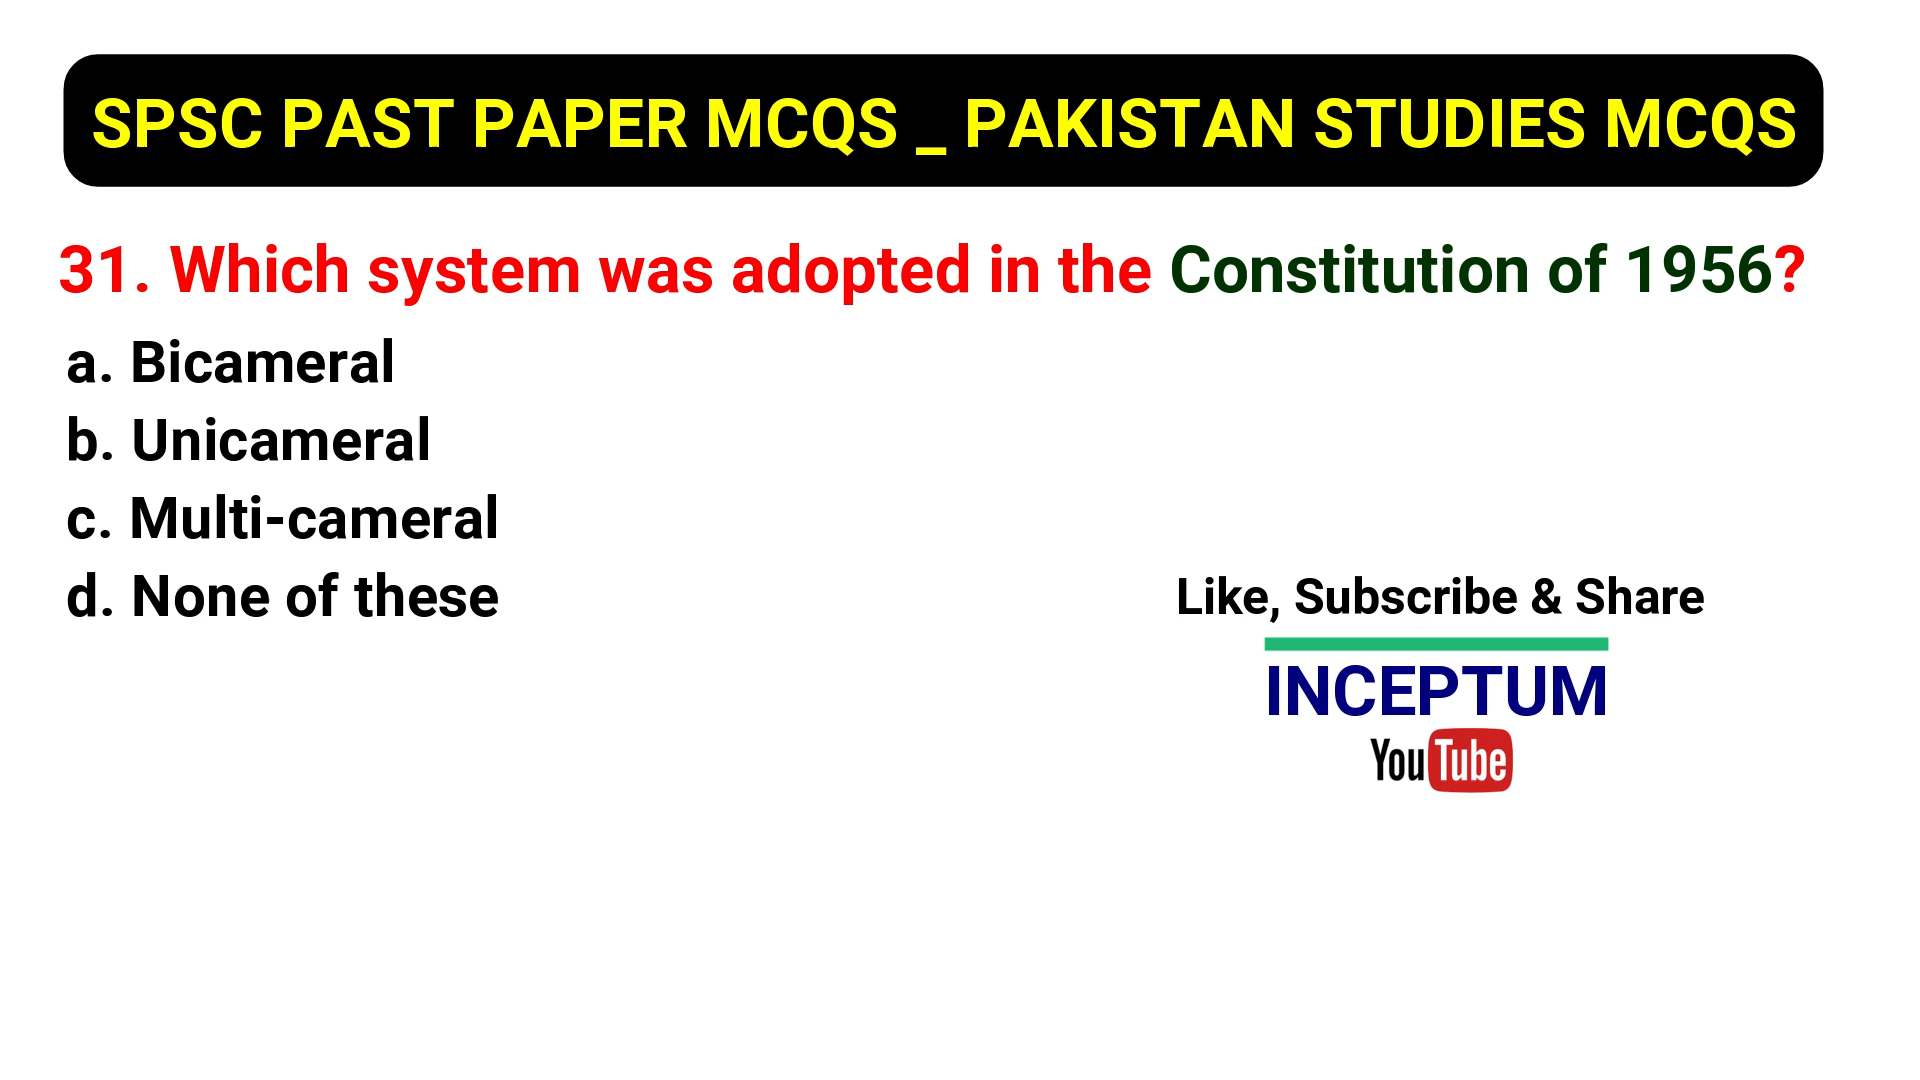 SPSC PAST PAPER MCQS _ PAKISTAN STUDIES MCQS
31. Which system was adopted in the Constitution of 1956?
a. Bicameral
b. Unicameral
c. Multi-cameral
d. None of these
Like, Subscribe & Share
INCEPTUM
YouTube